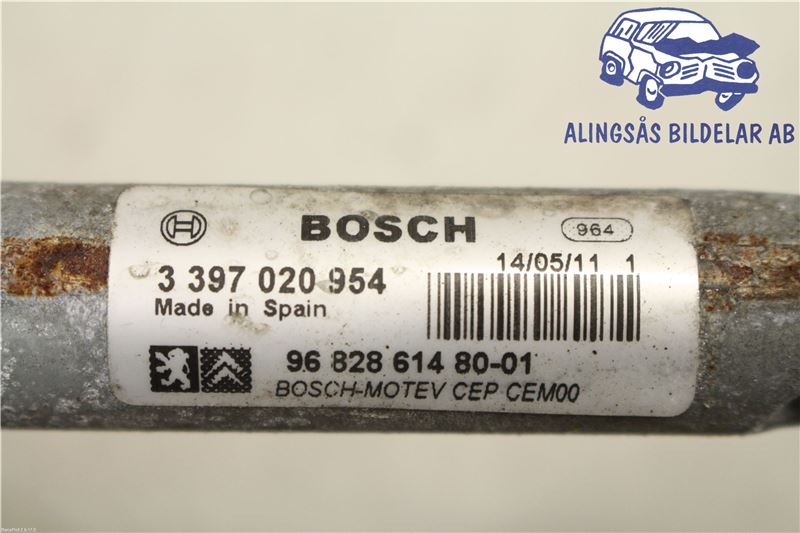 ALINGSÅS BILDELAR AB
BOSCH
964
14/05/11 1
3 397 020 954
Made in Spain
96 828 614 80-01
BOSCH-MOTEV CEP CEM00